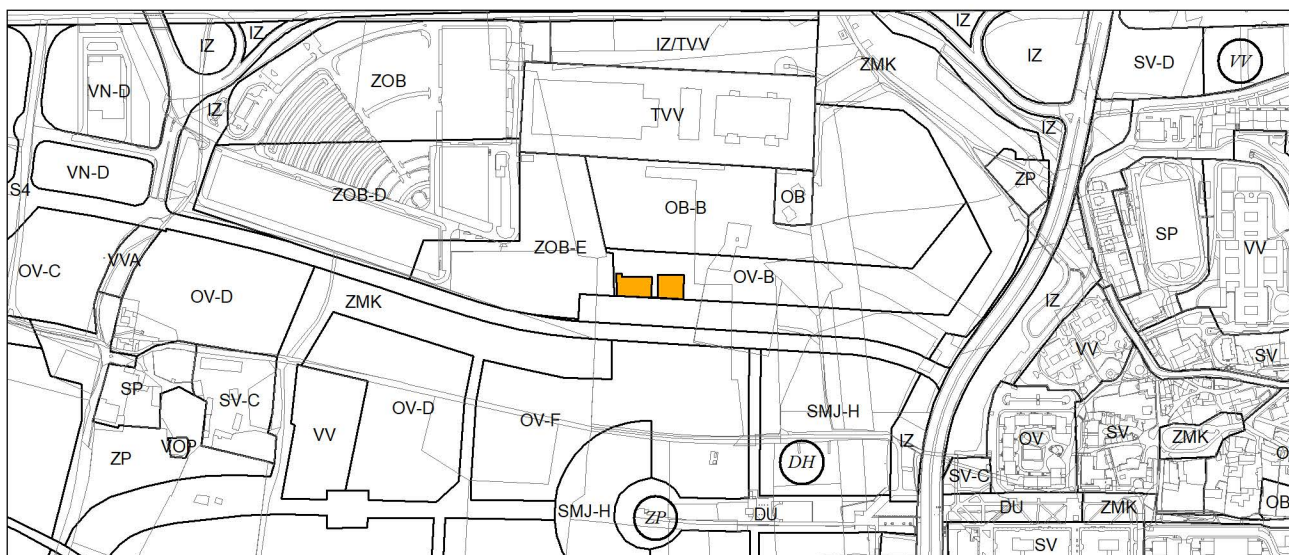 IZ
IZ
IZ
IZ/TVV
ZMK
IZ
IZ
SV-D
VV
ZOB
VN-D
IZ
TVV
IZ
VN-D
S4
ZOB-D
OB-B
OB
ZP
SP
VV
OV-C
VVA
OV-D
ZMK
ZOB-E
OV-B
IZ
VV
SV
SP
SV-C
VV
OV-D
OV-F
SMJ-H
IZ
OV
SV
ZMK
ZP
VOP
DH
SV-C
OB
SMJ-H
ZP
DU
DU
ZMK
SV